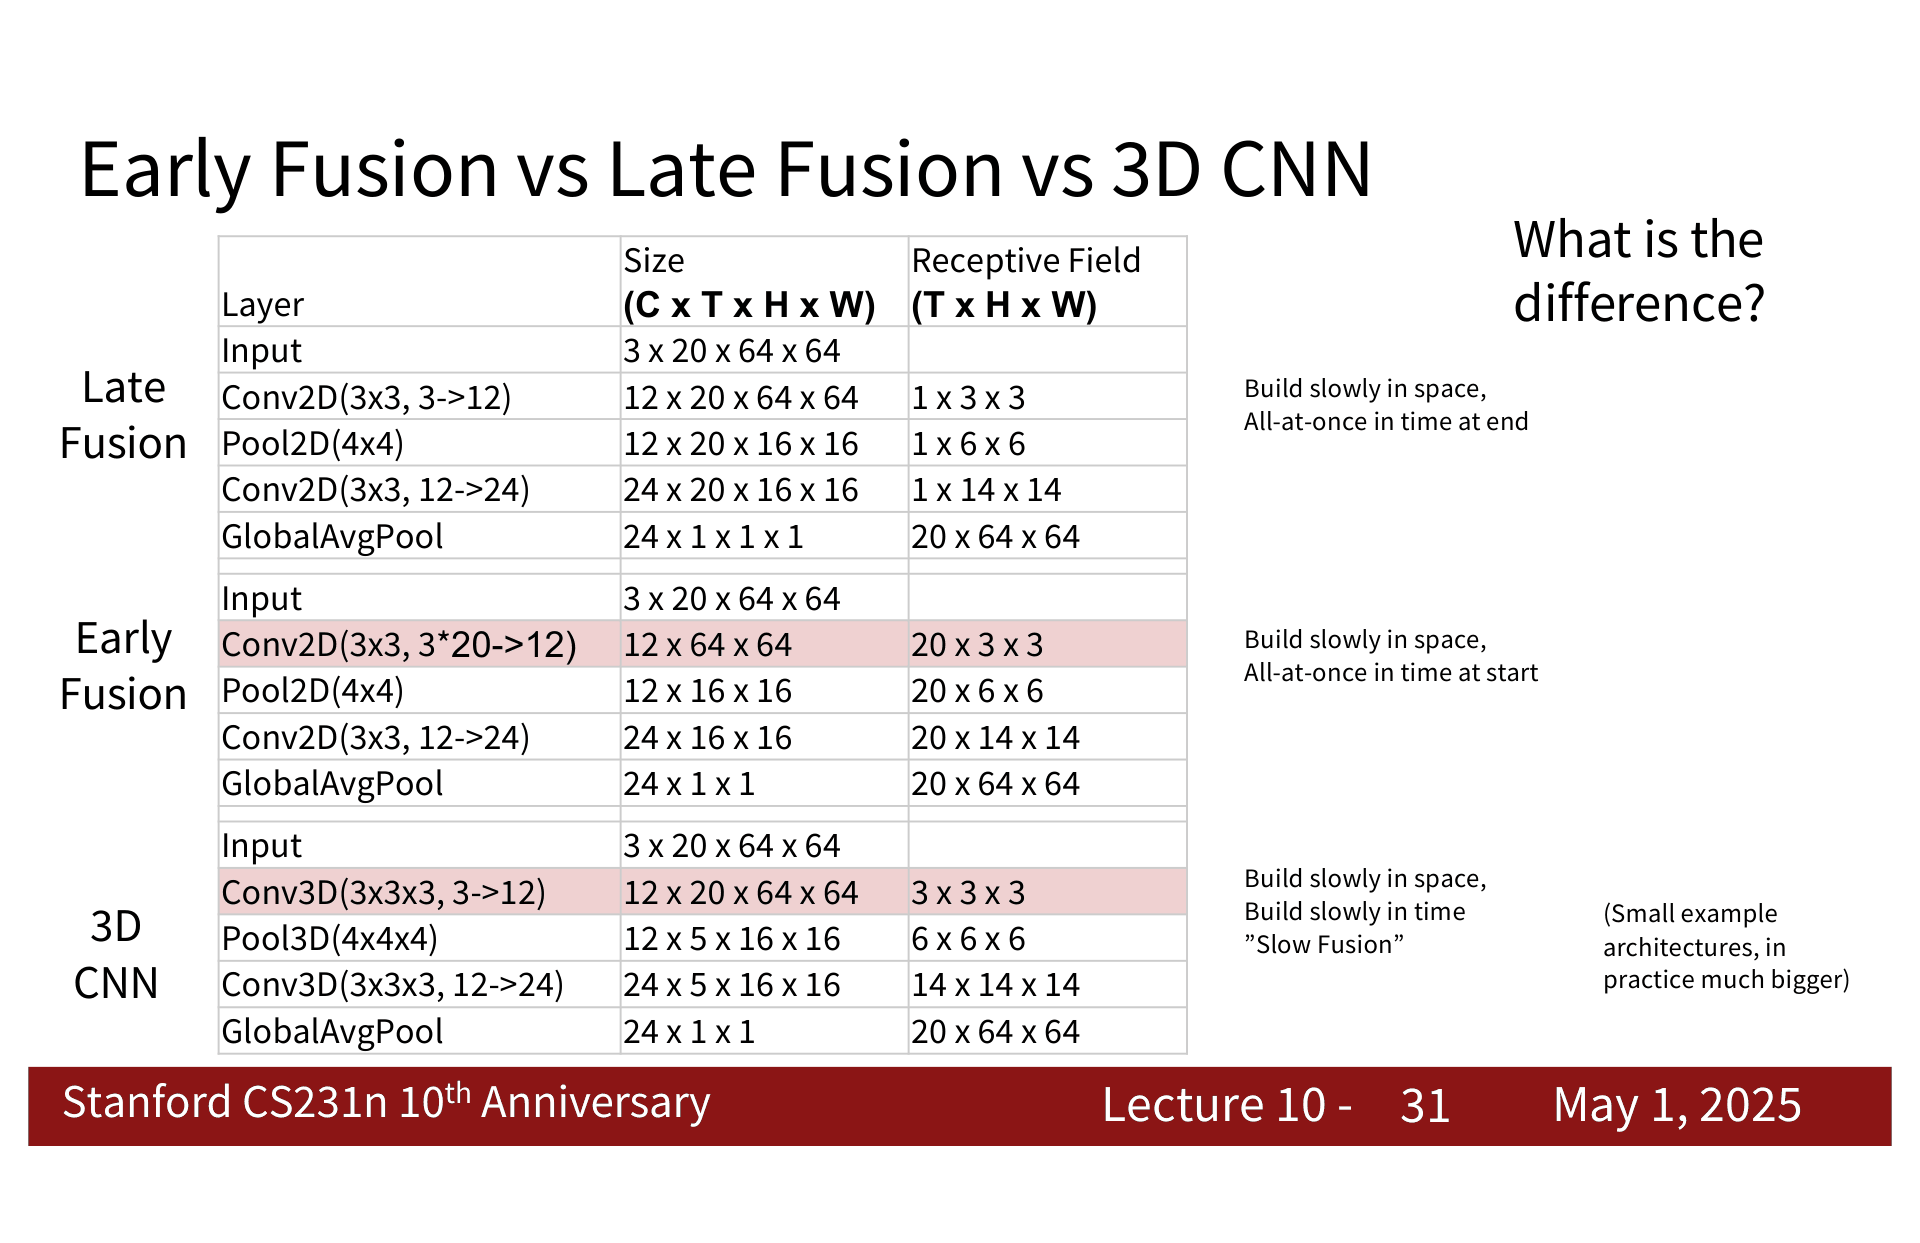 Early Fusion vs Late Fusion vs 3D CNN
What is the
difference?
Layer Size (C x T x H x W) Receptive Field (T x H x W)
Late
Fusion
Input 3 x 20 x 64 x 64
Conv2D(3x3, 3->12) 12 x 20 x 64 x 64 1 x 3 x 3
Pool2D(4x4) 12 x 20 x 16 x 16 1 x 6 x 6
Conv2D(3x3, 12->24) 24 x 20 x 16 x 16 1 x 14 x 14
GlobalAvgPool 24 x 1 x 1 x 1 20 x 64 x 64
Build slowly in space,
All-at-once in time at end
Early
Fusion
Input 3 x 20 x 64 x 64
Conv2D(3x3, 3*20->12) 12 x 64 x 64 20 x 3 x 3
Pool2D(4x4) 12 x 16 x 16 20 x 6 x 6
Conv2D(3x3, 12->24) 24 x 16 x 16 20 x 14 x 14
GlobalAvgPool 24 x 1 x 1 20 x 64 x 64
Build slowly in space,
All-at-once in time at start
3D
CNN
Input 3 x 20 x 64 x 64
Conv3D(3x3x3, 3->12) 12 x 20 x 64 x 64 3 x 3 x 3
Pool3D(4x4x4) 12 x 5 x 16 x 16 6 x 6 x 6
Conv3D(3x3x3, 12->24) 24 x 5 x 16 x 16 14 x 14 x 14
GlobalAvgPool 24 x 1 x 1 20 x 64 x 64
Build slowly in space,
Build slowly in time
”Slow Fusion”
(Small example
architectures, in
practice much bigger)
Stanford CS231n 10th Anniversary Lecture 10 - 31 May 1, 2025